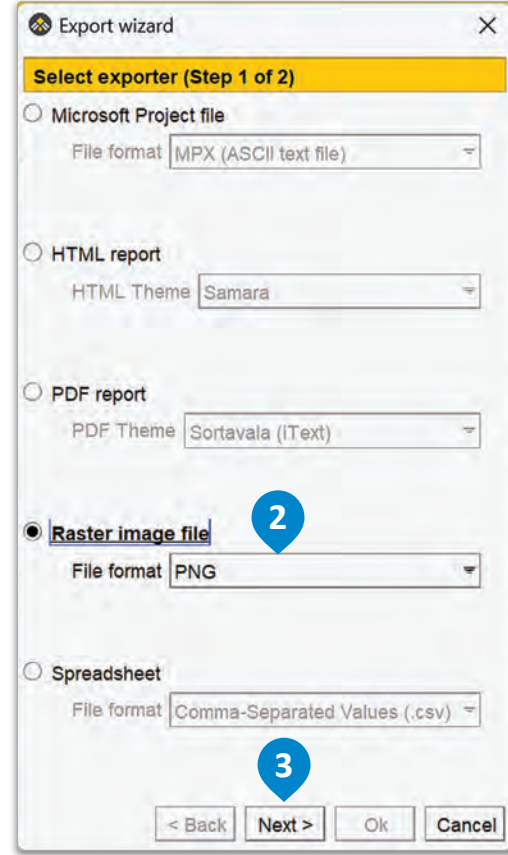 Export wizard
Select exporter (Step 1 of 2)
Microsoft Project file
File format MPX (ASCII text file)
HTML report
HTML Theme Samara
PDF report
PDF Theme Sortavala (iText)
2
Raster image file
File format PNG
Spreadsheet
File format Comma-Separated Values (.csv)
3
< Back Next > Ok Cancel